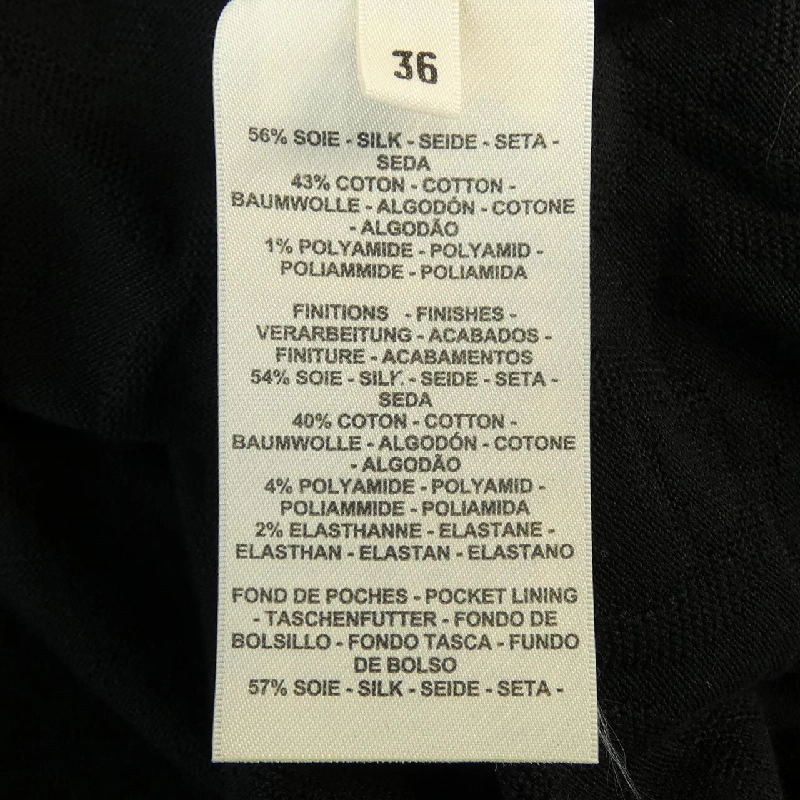 36
56% SOIE - SILK - SEIDE - SETA -
SEDA
43% COTON - COTTON -
BAUMWOLLE - ALGODÓN - COTONE
- ALGODÃO
1% POLYAMIDE - POLYAMID -
POLIAMMIDE - POLIAMIDA
FINITIONS - FINISHES -
VERARBEITUNG - ACABADOS -
FINITURE - ACABAMENTOS
54% SOIE - SILK - SEIDE - SETA -
SEDA
40% COTON - COTTON -
BAUMWOLLE - ALGODÓN - COTONE
- ALGODÃO
4% POLYAMIDE - POLYAMID -
POLIAMMIDE - POLIAMIDA
2% ELASTHANNE - ELASTANE -
ELASTHAN - ELASTAN - ELASTANO
FOND DE POCHES - POCKET LINING
- TASCHENFUTTER - FONDO DE
BOLSILLO - FONDO TASCA - FUNDO
DE BOLSO
57% SOIE - SILK - SEIDE - SETA -